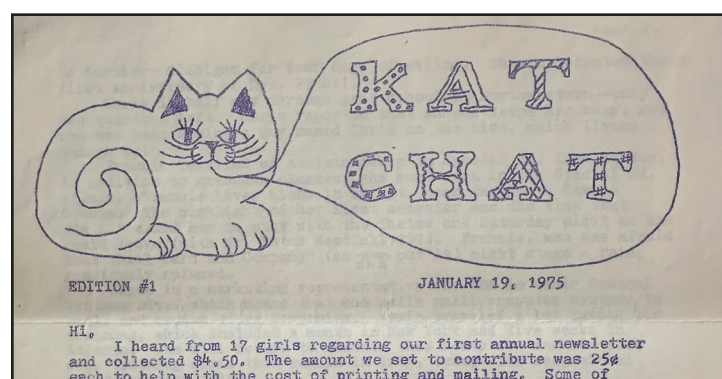 KAT
CHAT
EDITION #1 JANUARY 19, 1975
Hi,
I heard from 17 girls regarding our first annual newsletter
and collected $4.50. The amount we set to contribute was 25¢
each to help with the cost of printing and mailing. Some of